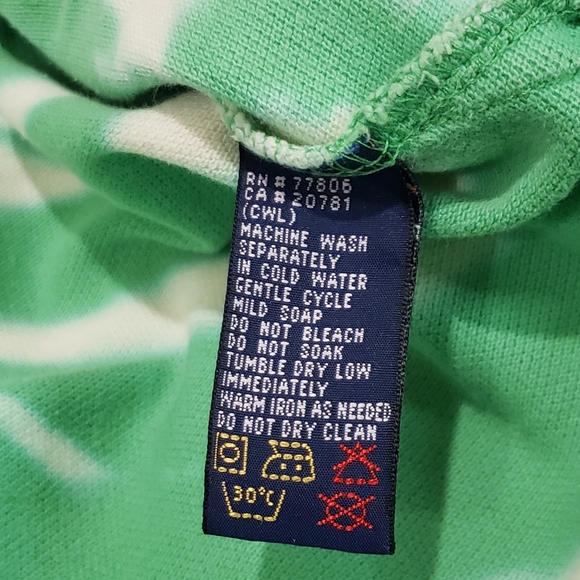 RN # 77806
CA # 20781
(CWL)
MACHINE WASH
SEPARATELY
IN COLD WATER
GENTLE CYCLE
MILD SOAP
DO NOT BLEACH
DO NOT SOAK
TUMBLE DRY LOW
IMMEDIATELY
WARM IRON AS NEEDED
DO NOT DRY CLEAN
30°C